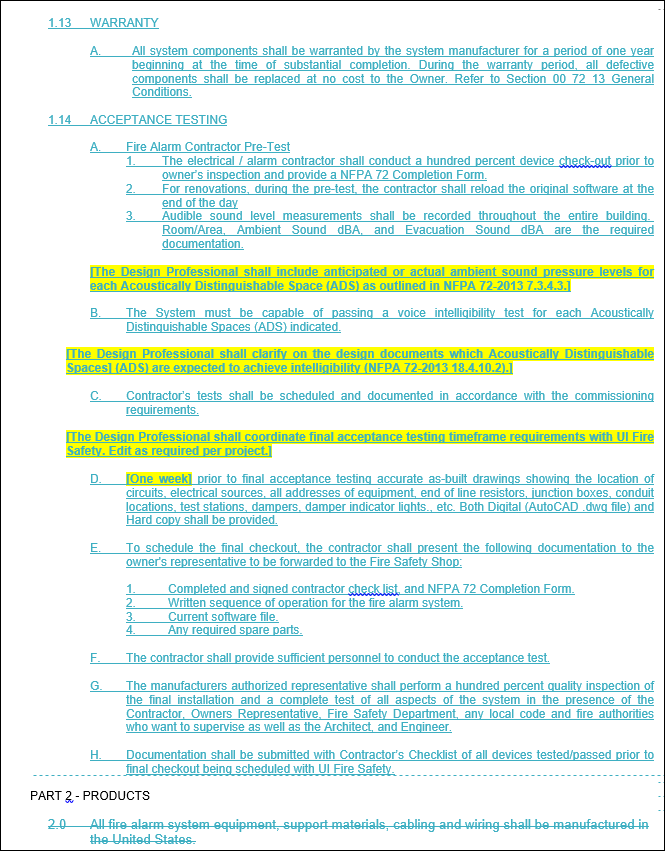 1.13 WARRANTY
A. All system components shall be warranted by the system manufacturer for a period of one year
beginning at the time of substantial completion. During the warranty period, all defective
components shall be replaced at no cost to the Owner. Refer to Section 00 72 13 General
Conditions.
1.14 ACCEPTANCE TESTING
A. Fire Alarm Contractor Pre-Test
1. The electrical / alarm contractor shall conduct a hundred percent device check-out prior to
owner's inspection and provide a NFPA 72 Completion Form.
2. For renovations, during the pre-test, the contractor shall reload the original software at the
end of the day
3. Audible sound level measurements shall be recorded throughout the entire building.
Room/Area, Ambient Sound dBA, and Evacuation Sound dBA are the required
documentation.
[The Design Professional shall include anticipated or actual ambient sound pressure levels for
each Acoustically Distinguishable Space (ADS) as outlined in NFPA 72-2013 7.3.4.3.]
B. The System must be capable of passing a voice intelligibility test for each Acoustically
Distinguishable Spaces (ADS) indicated.
[The Design Professional shall clarify on the design documents which Acoustically Distinguishable
Spaces] (ADS) are expected to achieve intelligibility (NFPA 72-2013 18.4.10.2).]
C. Contractor's tests shall be scheduled and documented in accordance with the commissioning
requirements.
[The Design Professional shall coordinate final acceptance testing timeframe requirements with UI Fire
Safety. Edit as required per project.]
D. [One week] prior to final acceptance testing accurate as-built drawings showing the location of
circuits, electrical sources, all addresses of equipment, end of line resistors, junction boxes, conduit
locations, test stations, dampers, damper indicator lights., etc. Both Digital (AutoCAD .dwg file) and
Hard copy shall be provided.
E. To schedule the final checkout, the contractor shall present the following documentation to the
owner's representative to be forwarded to the Fire Safety Shop:
1. Completed and signed contractor check list, and NFPA 72 Completion Form.
2. Written sequence of operation for the fire alarm system.
3. Current software file.
4. Any required spare parts.
F. The contractor shall provide sufficient personnel to conduct the acceptance test.
G. The manufacturers authorized representative shall perform a hundred percent quality inspection of
the final installation and a complete test of all aspects of the system in the presence of the
Contractor, Owners Representative, Fire Safety Department, any local code and fire authorities
who want to supervise as well as the Architect, and Engineer.
H. Documentation shall be submitted with Contractor's Checklist of all devices tested/passed prior to
final checkout being scheduled with UI Fire Safety.
PART 2 - PRODUCTS
2.0 All fire alarm system equipment, support materials, cabling and wiring shall be manufactured in
the United States.